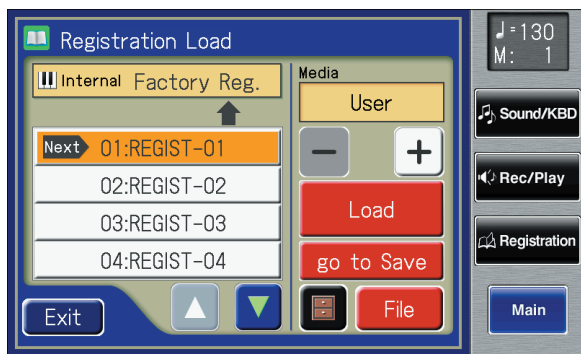 Registration Load
Internal Factory Reg.
Next 01:REGIST-01
02:REGIST-02
03:REGIST-03
04:REGIST-04
Exit
Media
User
Load
go to Save
File
♩=130
M: 1
Sound/KBD
Rec/Play
Registration
Main